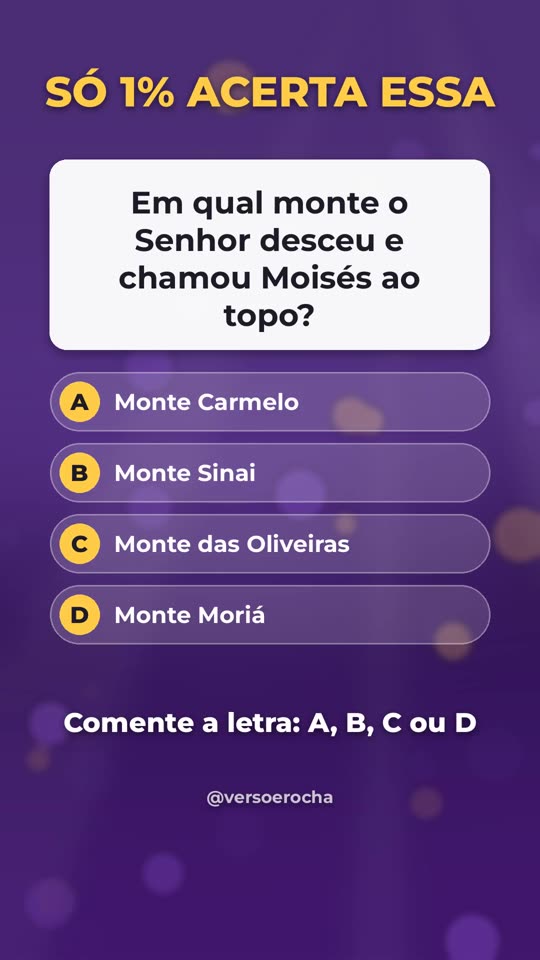 SÓ 1% ACERTA ESSA
Em qual monte o
Senhor desceu e
chamou Moisés ao
topo?
A Monte Carmelo
B Monte Sinai
C Monte das Oliveiras
D Monte Moriá
Comente a letra: A, B, C ou D
@versoerocha